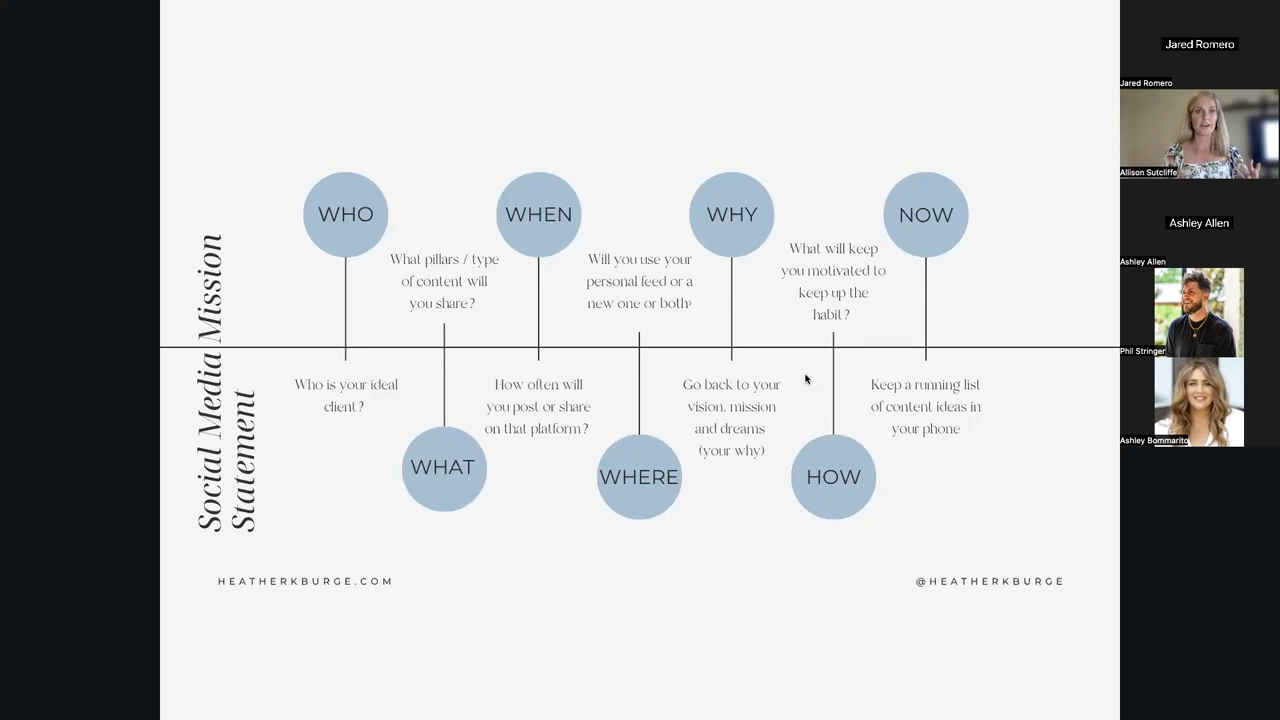 Social Media Mission
Statement
WHO
Who is your ideal
client?
What pillars / type
of content will
you share?
WHAT
WHEN
How often will
you post or share
on that platform?
Will you use your
personal feed or a
new one or both?
WHERE
WHY
Go back to your
vision, mission
and dreams
(your why)
What will keep
you motivated to
keep up the
habit?
HOW
NOW
Keep a running list
of content ideas in
your phone
HEATHERKBURGE.COM
@HEATHERKBURGE
Jared Romero
Jared Romero
Allison Sutcliffe
Ashley Allen
Ashley Allen
Phil Stringer
Ashley Bommarito